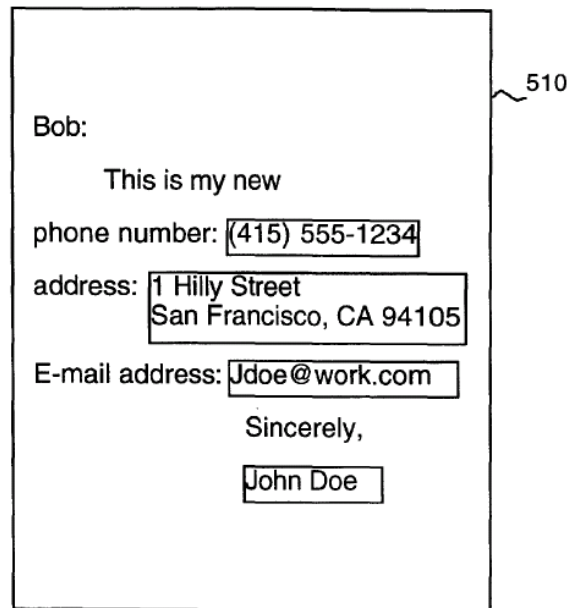 510
Bob:
This is my new
phone number: (415) 555-1234
address: 1 Hilly Street
San Francisco, CA 94105
E-mail address: Jdoe@work.com
Sincerely,
John Doe